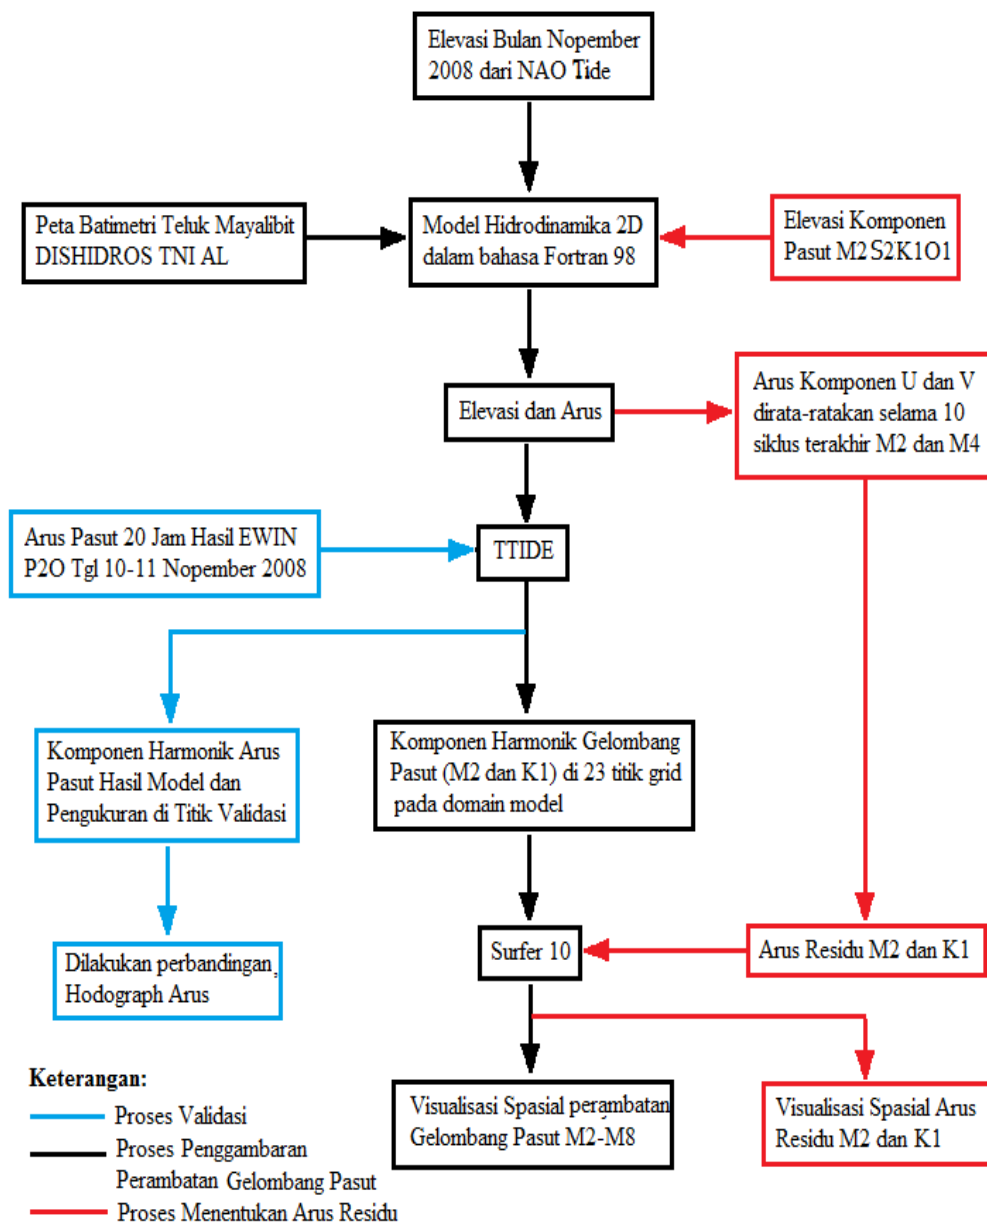 Elevasi Bulan Nopember
2008 dari NAO Tide
Peta Batimetri Teluk Mayalibit
DISHIDROS TNI AL
Model Hidrodinamika 2D
dalam bahasa Fortran 98
Elevasi Komponen
Pasut M2S2K1O1
Elevasi dan Arus
Arus Komponen U dan V
dirata-ratakan selama 10
siklus terakhir M2 dan M4
Arus Pasut 20 Jam Hasil EWIN
P2O Tgl 10-11 Nopember 2008
TTIDE
Komponen Harmonik Arus
Pasut Hasil Model dan
Pengukuran di Titik Validasi
Komponen Harmonik Gelombang
Pasut (M2 dan K1) di 23 titik grid
pada domain model
Dilakukan perbandingan,
Hodograph Arus
Surfer 10
Arus Residu M2 dan K1
Visualisasi Spasial perambatan
Gelombang Pasut M2-M8
Visualisasi Spasial Arus
Residu M2 dan K1
Keterangan:
Proses Validasi
Proses Penggambaran
Perambatan Gelombang Pasut
Proses Menentukan Arus Residu